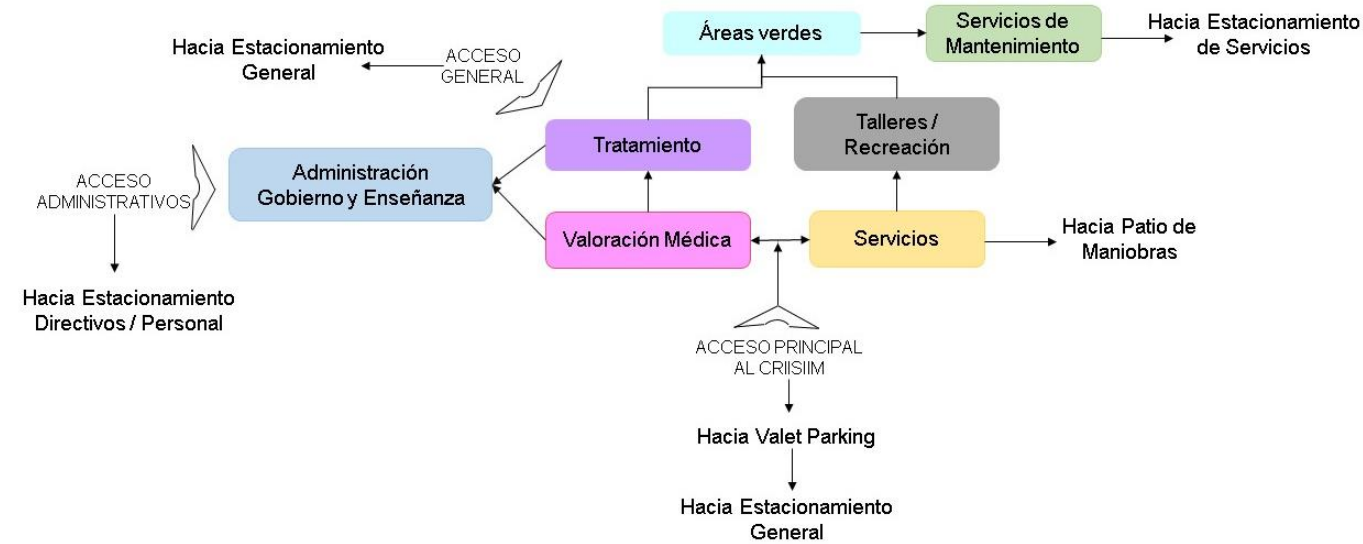 Áreas verdes
Servicios de
Mantenimiento
Hacia Estacionamiento
de Servicios
Hacia Estacionamiento
General
ACCESO
GENERAL
Tratamiento
Talleres /
Recreación
ACCESO
ADMINISTRATIVOS
Administración
Gobierno y Enseñanza
Valoración Médica
Servicios
Hacia Patio de
Maniobras
Hacia Estacionamiento
Directivos / Personal
ACCESO PRINCIPAL
AL CRIISIIM
Hacia Valet Parking
Hacia Estacionamiento
General